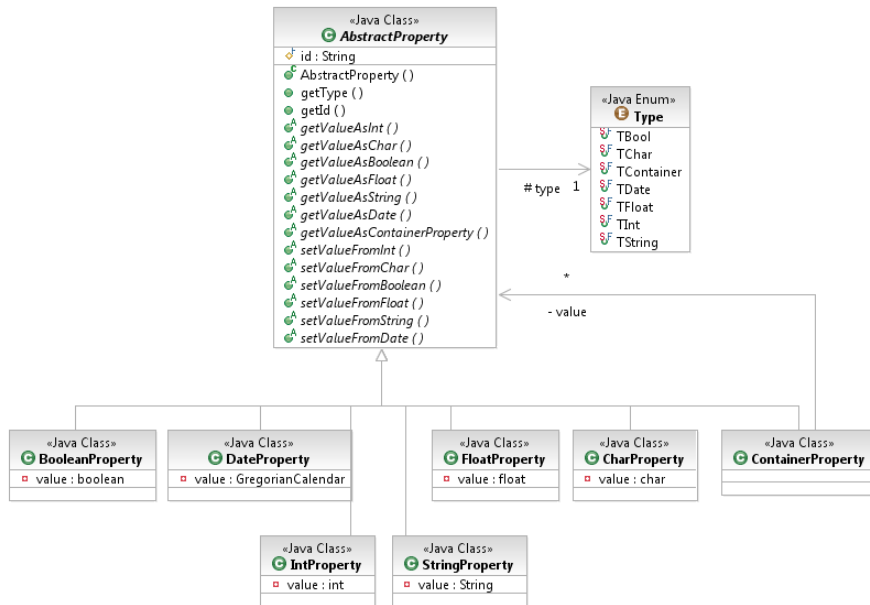 «Java Class»
C AbstractProperty
id : String
AbstractProperty ( )
getType ( )
getId ( )
getValueAsInt ( )
getValueAsChar ( )
getValueAsBoolean ( )
getValueAsFloat ( )
getValueAsString ( )
getValueAsDate ( )
getValueAsContainerProperty ( )
setValueFromInt ( )
setValueFromChar ( )
setValueFromBoolean ( )
setValueFromFloat ( )
setValueFromString ( )
setValueFromDate ( )
«Java Enum»
E Type
TBool
TChar
TContainer
TDate
TFloat
TInt
TString
# type 1
*
- value
«Java Class»
C BooleanProperty
value : boolean
«Java Class»
C DateProperty
value : GregorianCalendar
«Java Class»
C FloatProperty
value : float
«Java Class»
C CharProperty
value : char
«Java Class»
C ContainerProperty
«Java Class»
C IntProperty
value : int
«Java Class»
C StringProperty
value : String